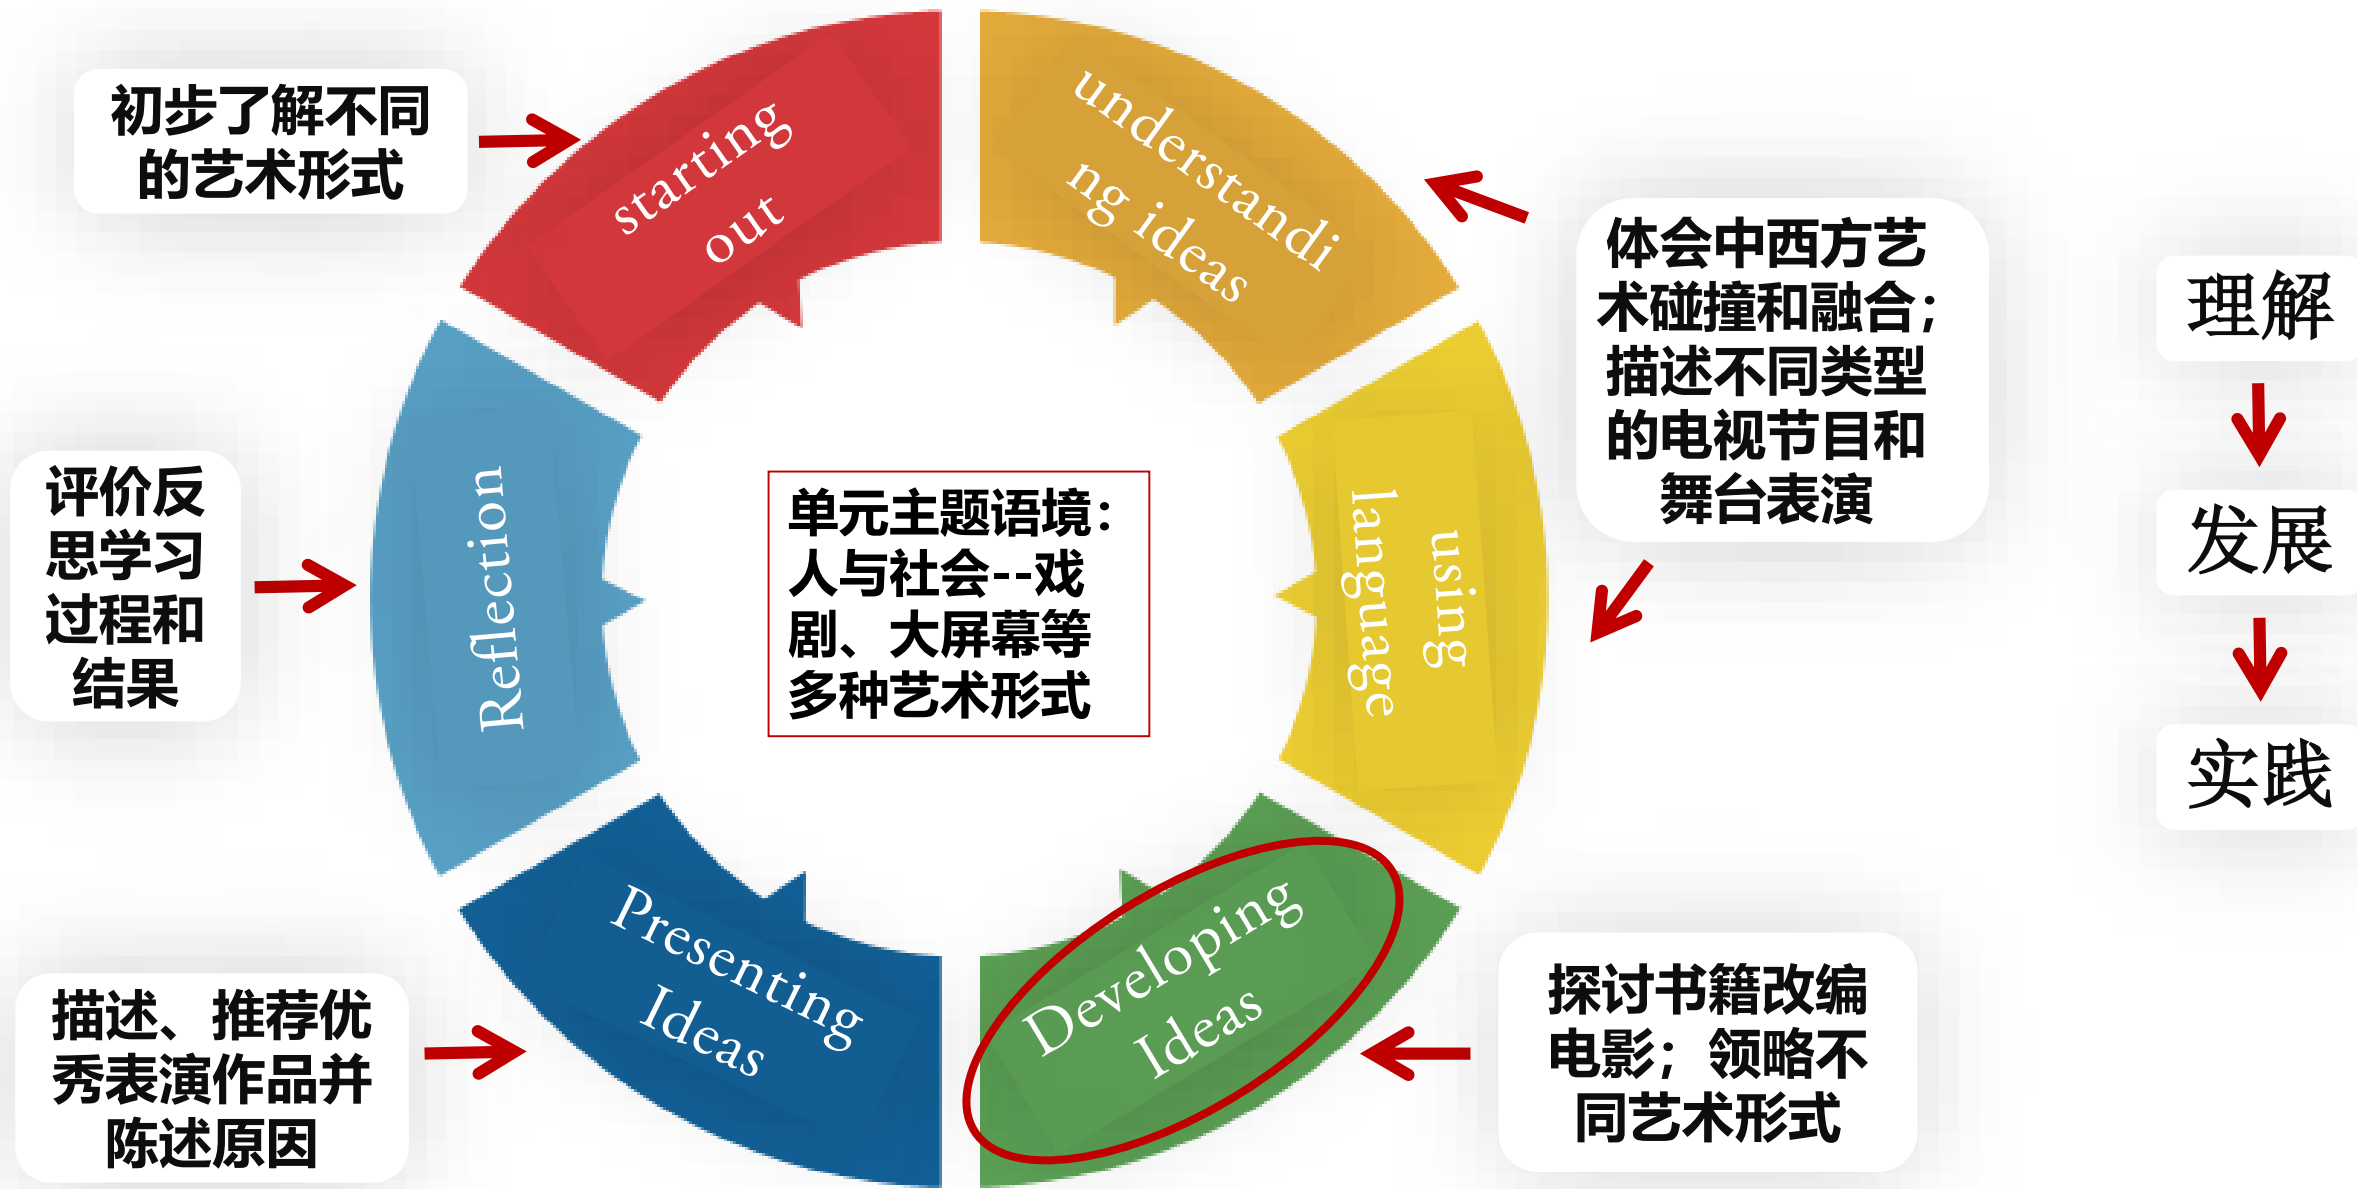 初步了解不同
的艺术形式
starting
out
understandi
ng ideas
体会中西方艺
术碰撞和融合；
描述不同类型
的电视节目和
舞台表演
using
language
单元主题语境：
人与社会--戏
剧、大屏幕等
多种艺术形式
Developing
Ideas
探讨书籍改编
电影；领略不
同艺术形式
Presenting
Ideas
描述、推荐优
秀表演作品并
陈述原因
Reflection
评价反
思学习
过程和
结果
理解
发展
实践